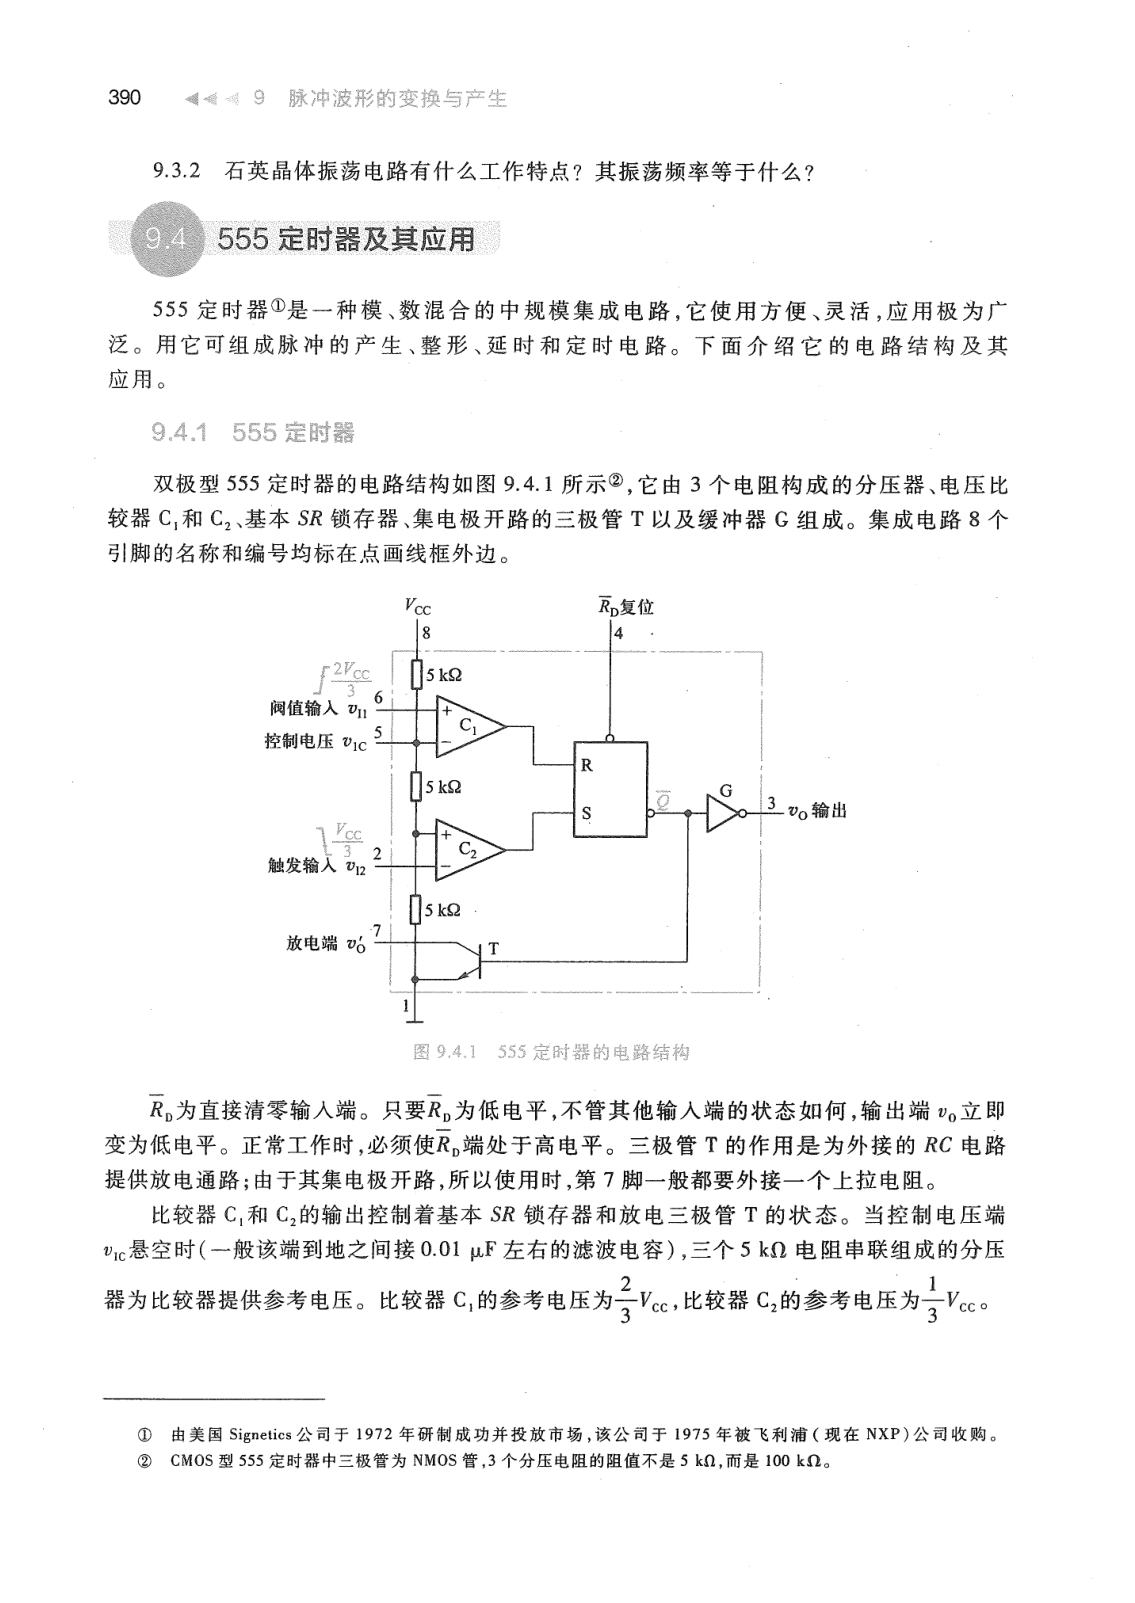 390 9 脉冲波形的变换与产生
9.3.2 石英晶体振荡电路有什么工作特点？其振荡频率等于什么？
9.4 555 定时器及其应用
555 定时器①是一种模、数混合的中规模集成电路,它使用方便、灵活,应用极为广
泛。用它可组成脉冲的产生、整形、延时和定时电路。下面介绍它的电路结构及其
应用。
9.4.1 555 定时器
双极型 555 定时器的电路结构如图 9.4.1 所示②,它由 3 个电阻构成的分压器、电压比
较器 C₁和 C₂、基本 SR 锁存器、集电极开路的三极管 T 以及缓冲器 G 组成。集成电路 8 个
引脚的名称和编号均标在点画线框外边。
V_CC
R̅_D复位
8
4
2V_CC/3
5 kΩ
阀值输入 v_I1 6
+
C₁
控制电压 v_IC 5
−
R
5 kΩ
S
Q̅
G
3 v_O 输出
V_CC/3
+
C₂
触发输入 v_I2 2
−
5 kΩ
放电端 v′_O 7
T
1
图 9.4.1 555 定时器的电路结构
R̅_D为直接清零输入端。只要R̅_D为低电平,不管其他输入端的状态如何,输出端 v_O立即
变为低电平。正常工作时,必须使R̅_D端处于高电平。三极管 T 的作用是为外接的 RC 电路
提供放电通路;由于其集电极开路,所以使用时,第 7 脚一般都要外接一个上拉电阻。
比较器 C₁和 C₂的输出控制着基本 SR 锁存器和放电三极管 T 的状态。当控制电压端
v_IC悬空时(一般该端到地之间接 0.01 μF 左右的滤波电容),三个 5 kΩ 电阻串联组成的分压
器为比较器提供参考电压。比较器 C₁的参考电压为2/3 V_CC,比较器 C₂的参考电压为1/3 V_CC。
① 由美国 Signetics 公司于 1972 年研制成功并投放市场,该公司于 1975 年被飞利浦(现在 NXP)公司收购。
② CMOS 型 555 定时器中三极管为 NMOS 管,3 个分压电阻的阻值不是 5 kΩ,而是 100 kΩ。